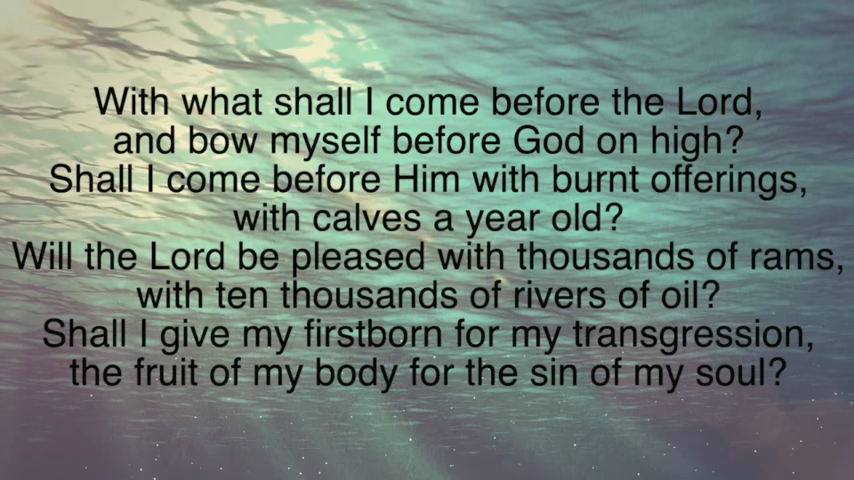 With what shall I come before the Lord,
and bow myself before God on high?
Shall I come before Him with burnt offerings,
with calves a year old?
Will the Lord be pleased with thousands of rams,
with ten thousands of rivers of oil?
Shall I give my firstborn for my transgression,
the fruit of my body for the sin of my soul?